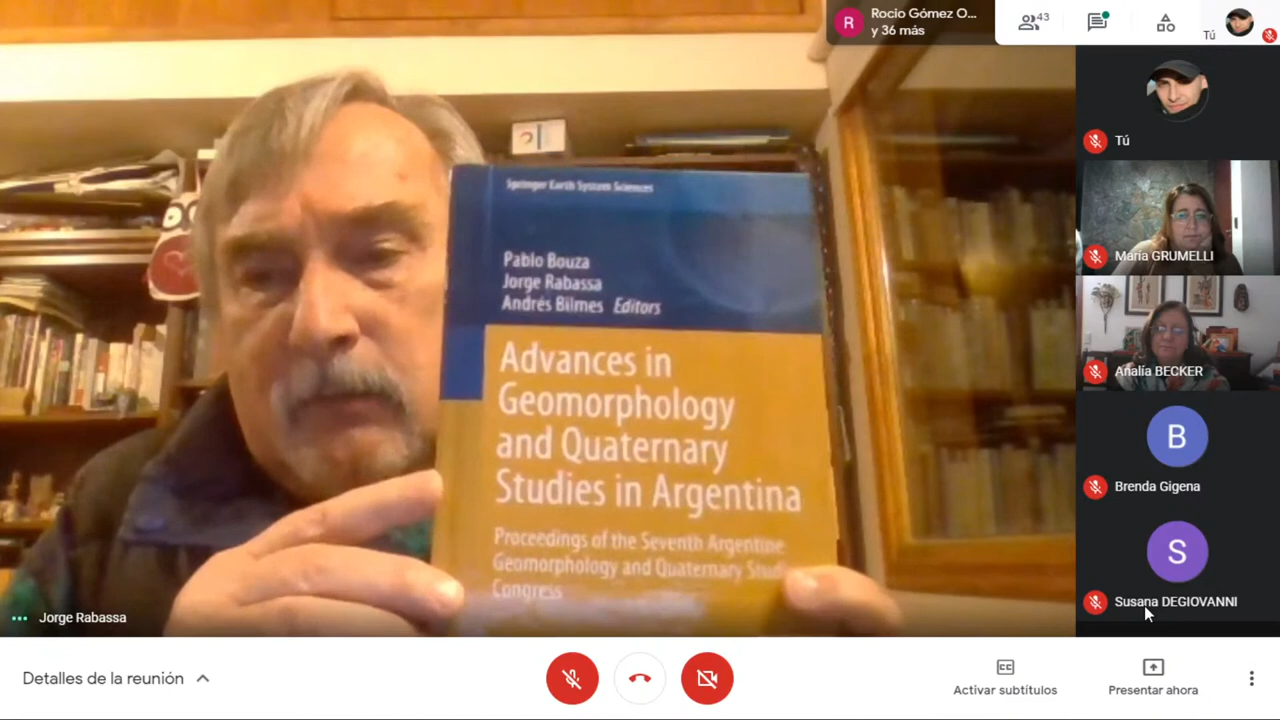 Rocio Gómez O...
y 36 más
R
43
Tú
Tú
Springer Earth System Sciences
Pablo Bouza
Jorge Rabassa
Andrés Bilmes Editors
Advances in
Geomorphology
and Quaternary
Studies in Argentina
Proceedings of the Seventh Argentine
Geomorphology and Quaternary Studi
Congress
María GRUMELLI
Analía BECKER
B
Brenda Gigena
S
Susana DEGIOVANNI
Jorge Rabassa
Detalles de la reunión
CC
Activar subtítulos
Presentar ahora